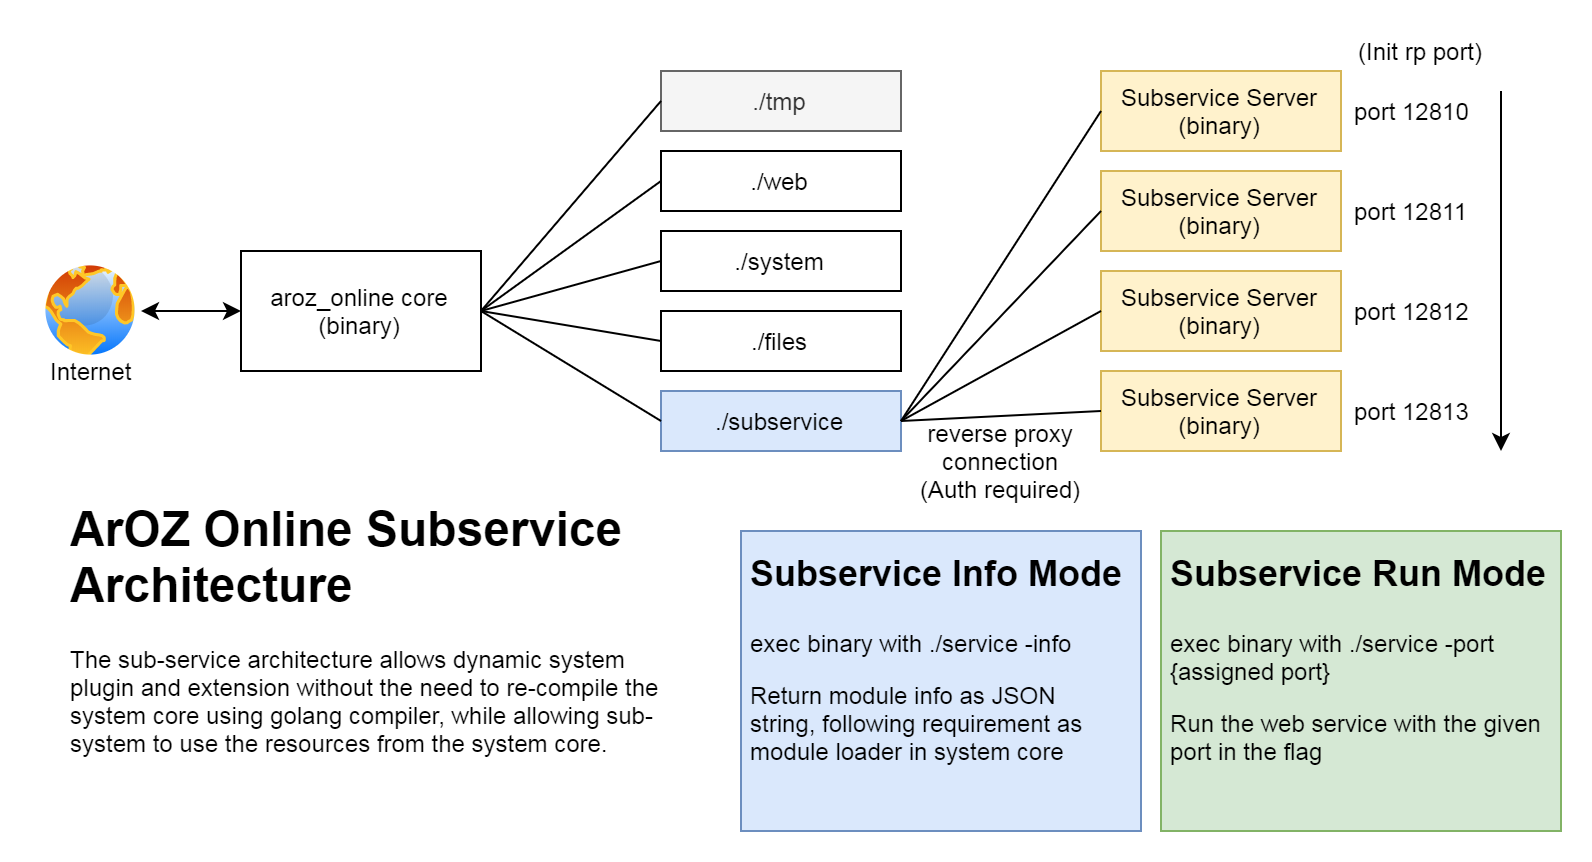 (Init rp port)
./tmp
Subservice Server
(binary)
port 12810
./web
Subservice Server
(binary)
port 12811
./system
aroz_online core
(binary)
Subservice Server
(binary)
port 12812
./files
Internet
./subservice
Subservice Server
(binary)
port 12813
reverse proxy
connection
(Auth required)
ArOZ Online Subservice
Architecture
The sub-service architecture allows dynamic system
plugin and extension without the need to re-compile the
system core using golang compiler, while allowing sub-
system to use the resources from the system core.
Subservice Info Mode
exec binary with ./service -info
Return module info as JSON
string, following requirement as
module loader in system core
Subservice Run Mode
exec binary with ./service -port
{assigned port}
Run the web service with the given
port in the flag